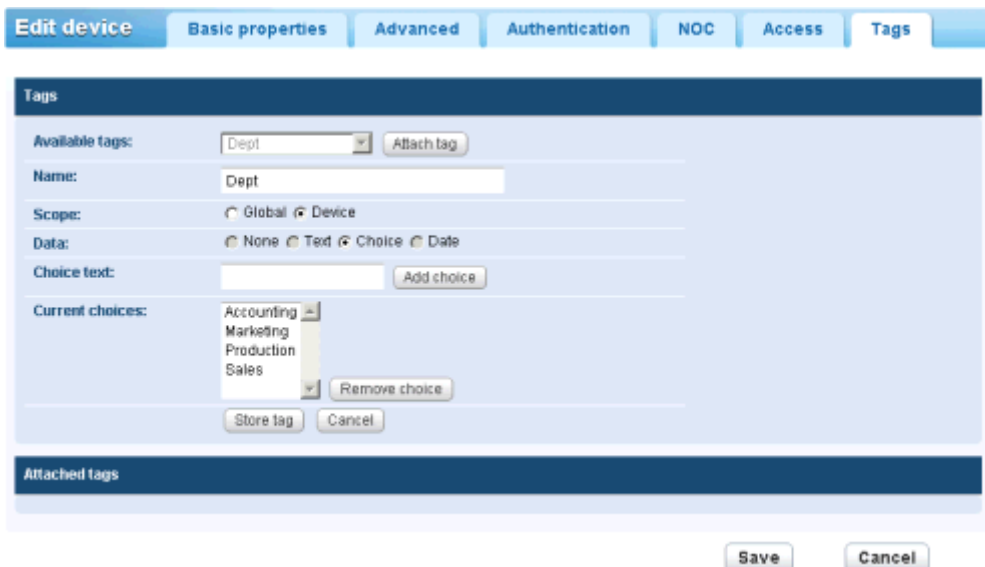 Edit device Basic properties Advanced Authentication NOC Access Tags
Tags
Available tags: Dept Attach tag
Name: Dept
Scope: Global Device
Data: None Text Choice Date
Choice text: Add choice
Current choices: Accounting
Marketing
Production
Sales
Remove choice
Store tag Cancel
Attached tags
Save Cancel